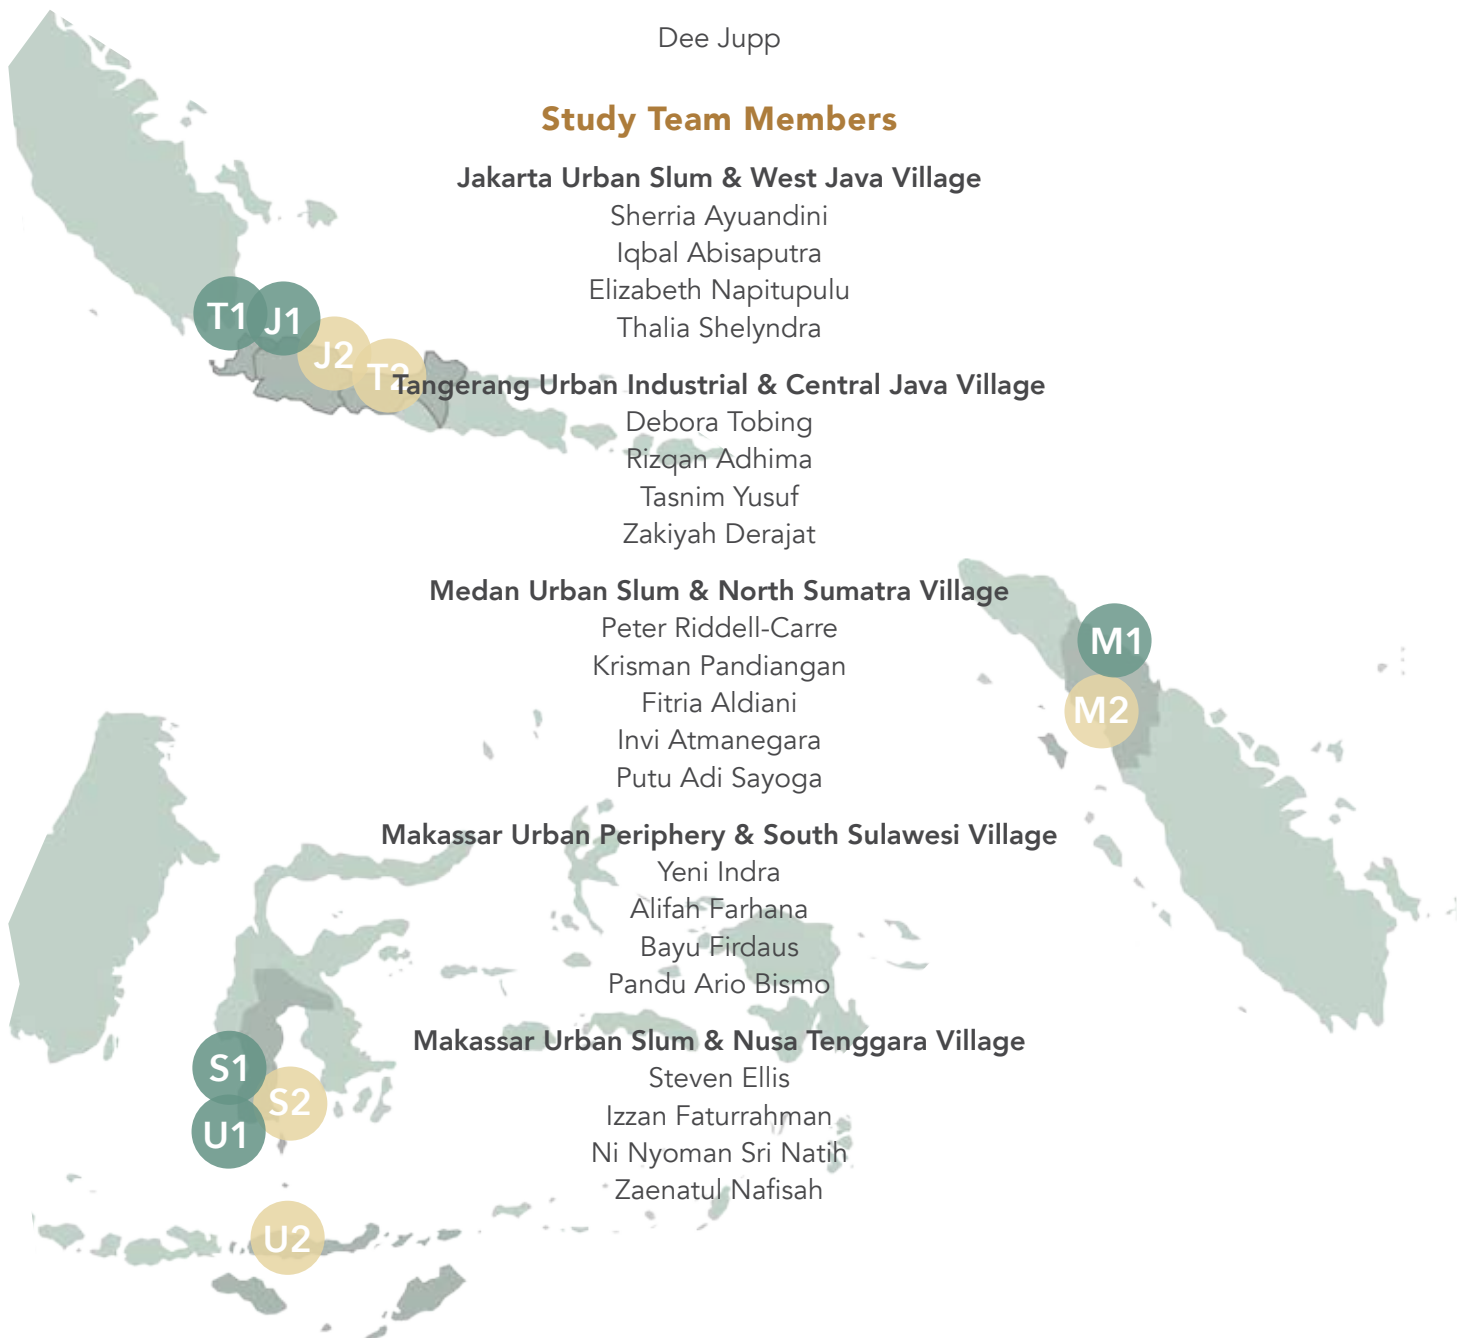 Dee Jupp
Study Team Members
Jakarta Urban Slum & West Java Village
Sherria Ayuandini
Iqbal Abisaputra
Elizabeth Napitupulu
Thalia Shelyndra
T1
J1
J2
T2
Tangerang Urban Industrial & Central Java Village
Debora Tobing
Rizqan Adhima
Tasnim Yusuf
Zakiyah Derajat
Medan Urban Slum & North Sumatra Village
Peter Riddell-Carre
Krisman Pandiangan
Fitria Aldiani
Invi Atmanegara
Putu Adi Sayoga
M1
M2
Makassar Urban Periphery & South Sulawesi Village
Yeni Indra
Alifah Farhana
Bayu Firdaus
Pandu Ario Bismo
Makassar Urban Slum & Nusa Tenggara Village
Steven Ellis
Izzan Faturrahman
Ni Nyoman Sri Natih
Zaenatul Nafisah
S1
S2
U1
U2